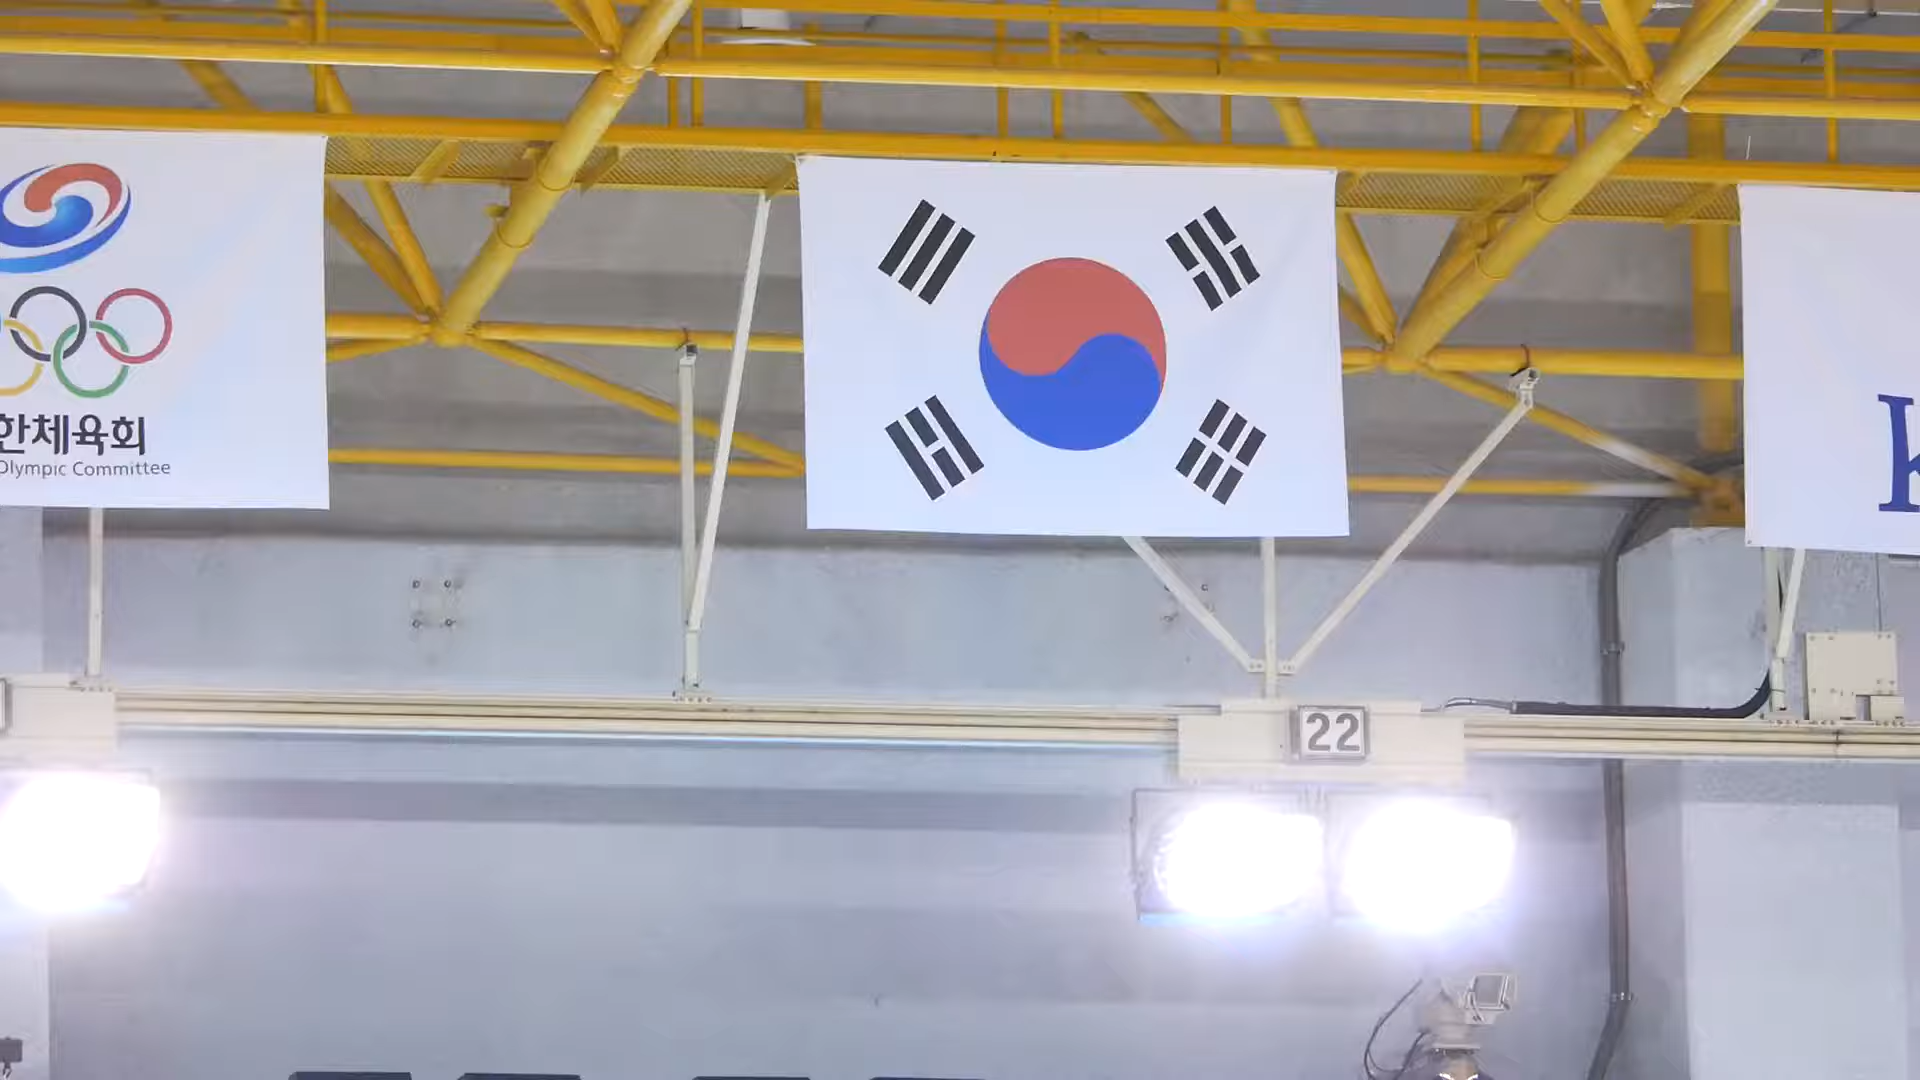 한체육회
Olympic Committee
K
22